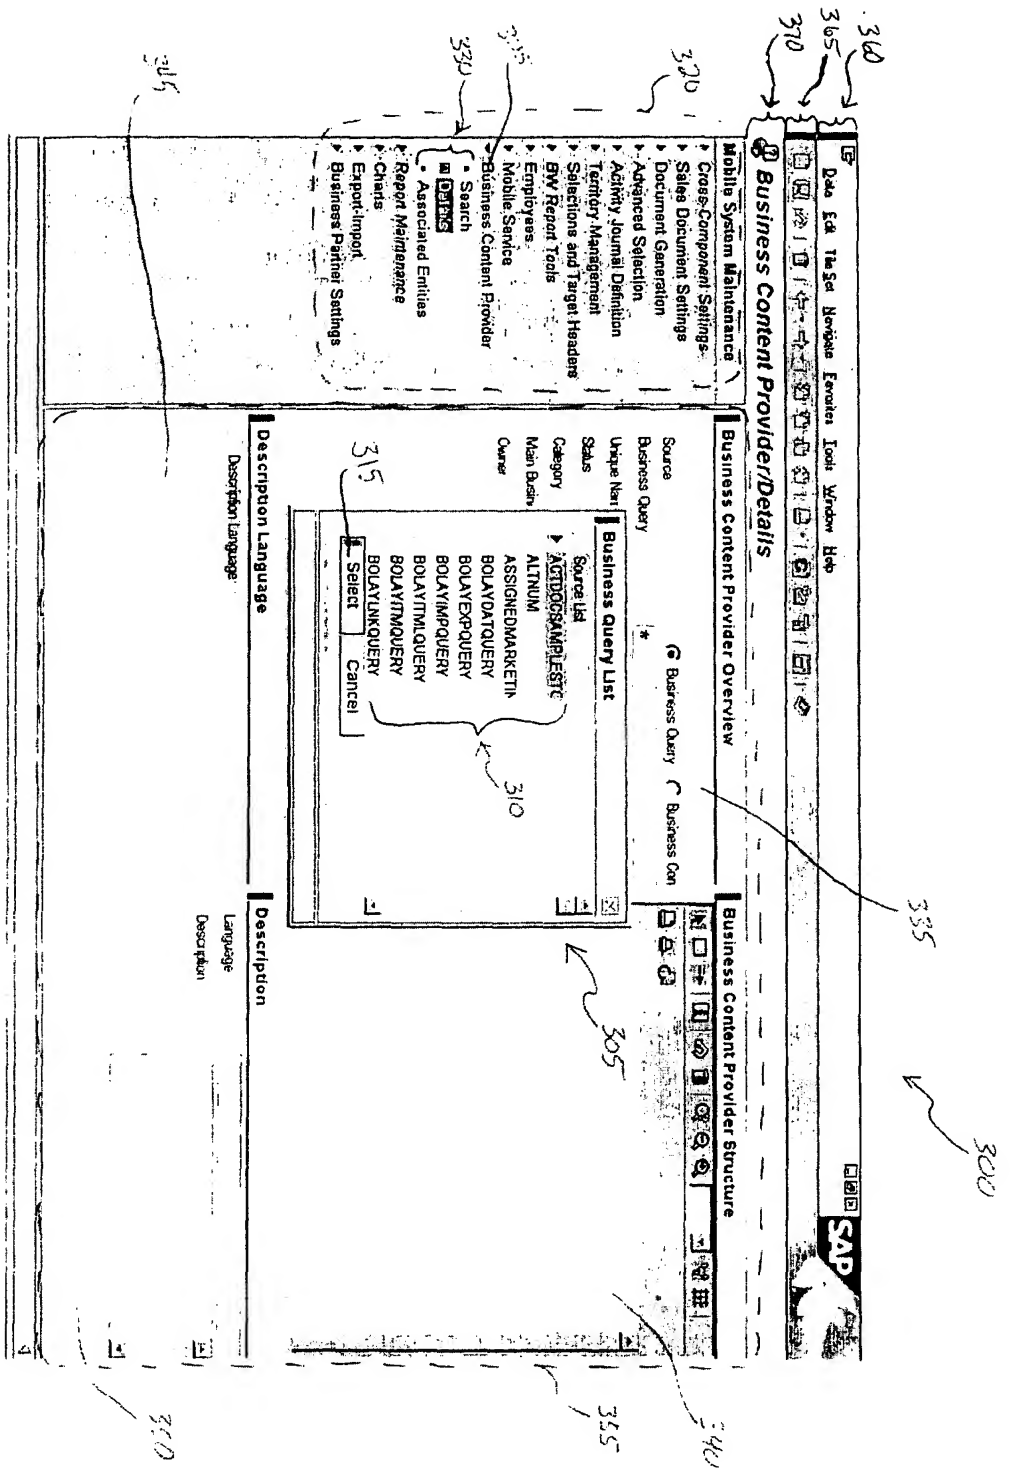 300
360
365
370
Data Edit Tile Set Navigate Favorites Tools Window Help
SAP
Business Content Provider/Details
320
Mobile System Maintenance
Cross-Component Settings
Sales Document Settings
Document Generation
Advanced Selection
Activity Journal Definition
Territory Management
Selections and Target Headers
BW Report Tools
Employees
Mobile Service
Business Content Provider
Search
Details
Associated Entities
Report Maintenance
Charts
Export-Import
Business Partner Settings
330
345
Business Content Provider Overview
335
Source
Business Query
Business Con
Business Query
*
Unique Nam
Status
Category
Main Busin
Owner
Business Query List
Source List
ACTDOCSAMPLESTO
ALTNUM
ASSIGNEDMARKETIN
BOLAYDATQUERY
BOLAYEXPQUERY
BOLAYIMPQUERY
BOLAYITMLQUERY
BOLAYITMQUERY
BOLAYLNKQUERY
Select
Cancel
310
315
305
Business Content Provider Structure
340
355
Description Language
Description Language:
Description
Language
Description
350